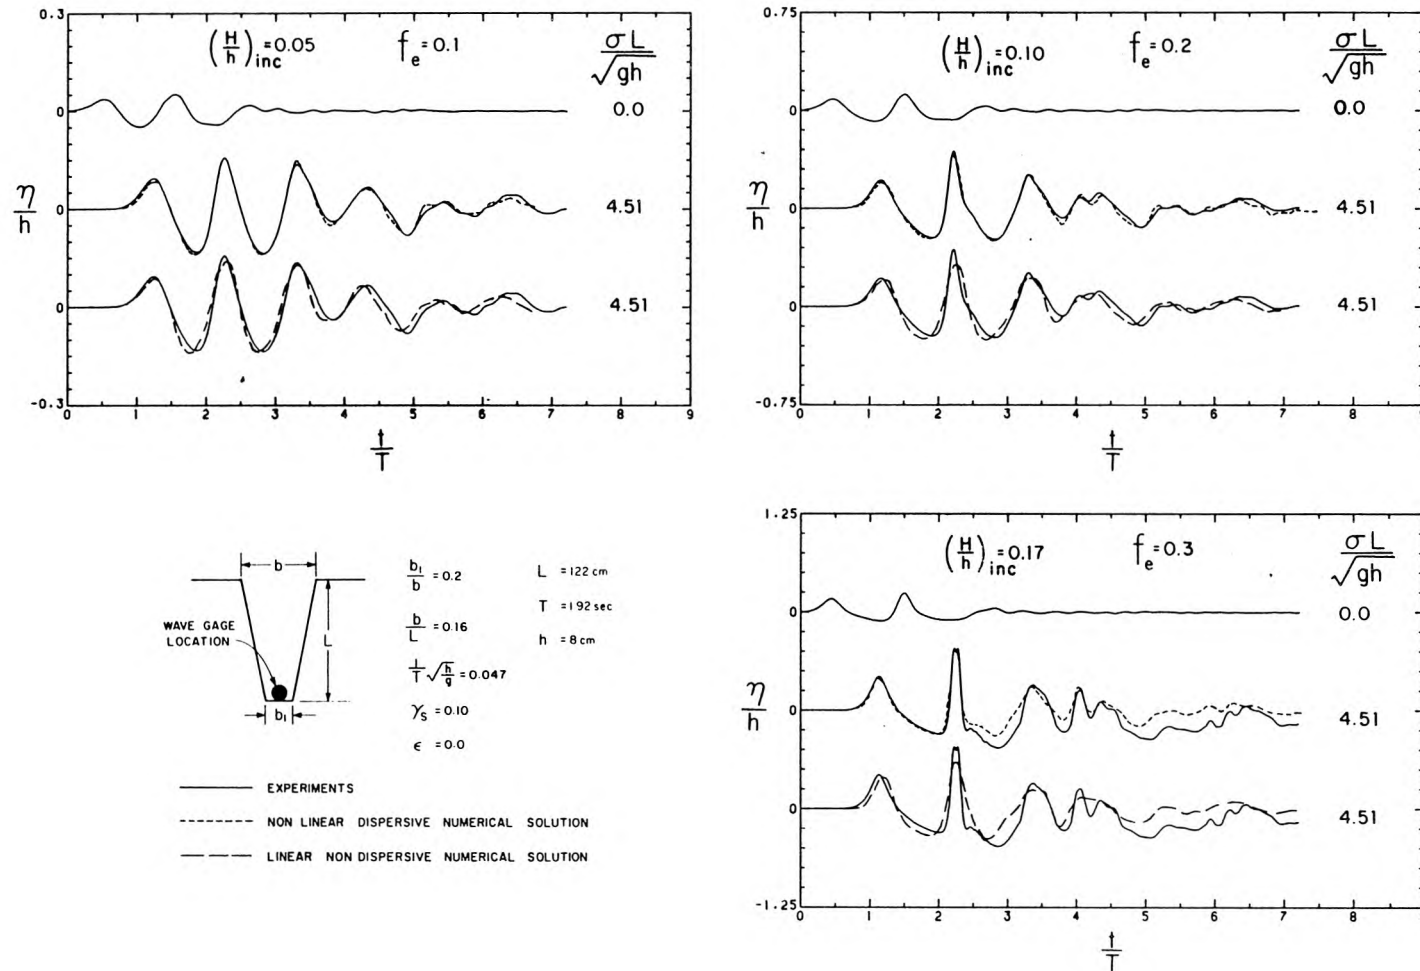 0.3
(H/h)inc = 0.05 fe = 0.1 σL/√gh
0 0.0
η/h 0 4.51
0 4.51
-0.3
0 1 2 3 4 5 6 7 8 9
t/T
0.75
(H/h)inc = 0.10 fe = 0.2 σL/√gh
0 0.0
η/h 0 4.51
0 4.51
-0.75
0 1 2 3 4 5 6 7 8
t/T
b
WAVE GAGE
LOCATION
L
b₁
b₁/b = 0.2
b/L = 0.16
1/T √h/g = 0.047
γs = 0.10
ϵ = 0.0
L = 122 cm
T = 1.92 sec
h = 8 cm
EXPERIMENTS
NON LINEAR DISPERSIVE NUMERICAL SOLUTION
LINEAR NON DISPERSIVE NUMERICAL SOLUTION
1.25
(H/h)inc = 0.17 fe = 0.3 σL/√gh
0 0.0
η/h 0 4.51
0 4.51
-1.25
0 1 2 3 4 5 6 7 8
t/T